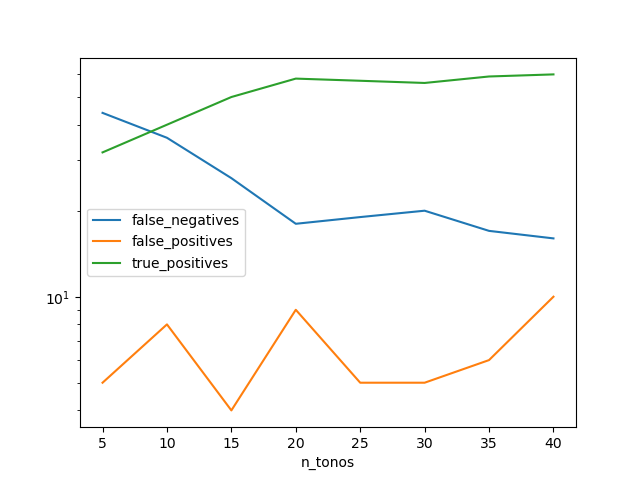 false_negatives
false_positives
true_positives
10¹
5 10 15 20 25 30 35 40
n_tonos